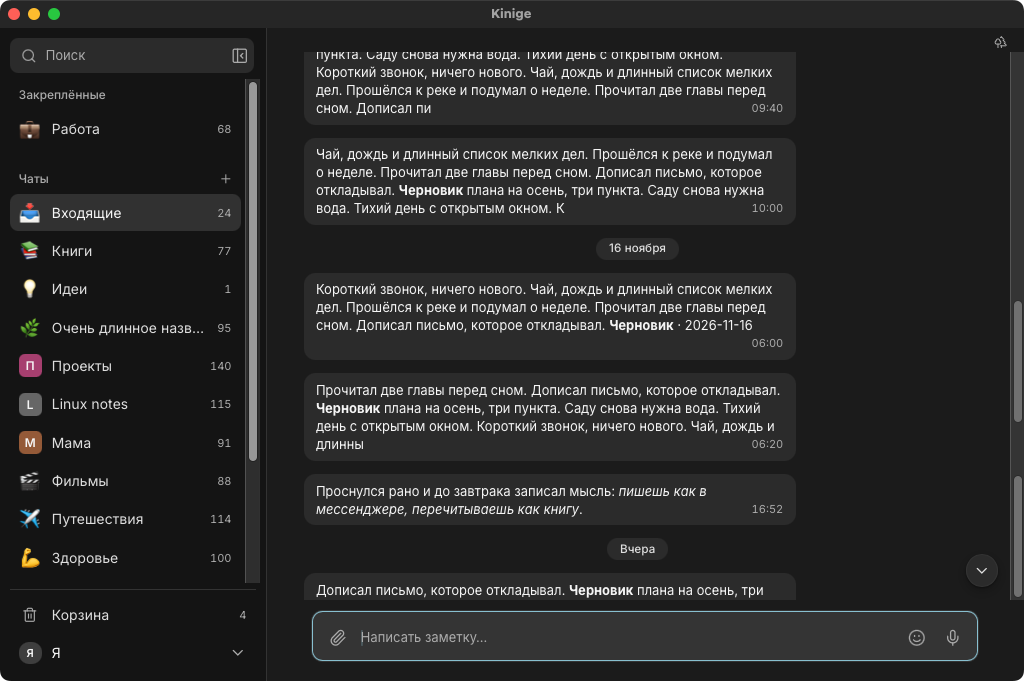 Kinige
Поиск
Закреплённые
Работа 68
Чаты
Входящие 24
Книги 77
Идеи 1
Очень длинное назв... 95
П Проекты 140
L Linux notes 115
М Мама 91
Фильмы 88
Путешествия 114
Здоровье 100
Корзина 4
Я Я
пункта. Саду снова нужна вода. Тихий день с открытым окном.
Короткий звонок, ничего нового. Чай, дождь и длинный список мелких
дел. Прошёлся к реке и подумал о неделе. Прочитал две главы перед
сном. Дописал пи 09:40
Чай, дождь и длинный список мелких дел. Прошёлся к реке и подумал
о неделе. Прочитал две главы перед сном. Дописал письмо, которое
откладывал. Черновик плана на осень, три пункта. Саду снова нужна
вода. Тихий день с открытым окном. К 10:00
16 ноября
Короткий звонок, ничего нового. Чай, дождь и длинный список мелких
дел. Прошёлся к реке и подумал о неделе. Прочитал две главы перед
сном. Дописал письмо, которое откладывал. Черновик · 2026-11-16
06:00
Прочитал две главы перед сном. Дописал письмо, которое откладывал.
Черновик плана на осень, три пункта. Саду снова нужна вода. Тихий
день с открытым окном. Короткий звонок, ничего нового. Чай, дождь и
длинны 06:20
Проснулся рано и до завтрака записал мысль: пишешь как в
мессенджере, перечитываешь как книгу. 16:52
Вчера
Дописал письмо, которое откладывал. Черновик плана на осень, три
Написать заметку...